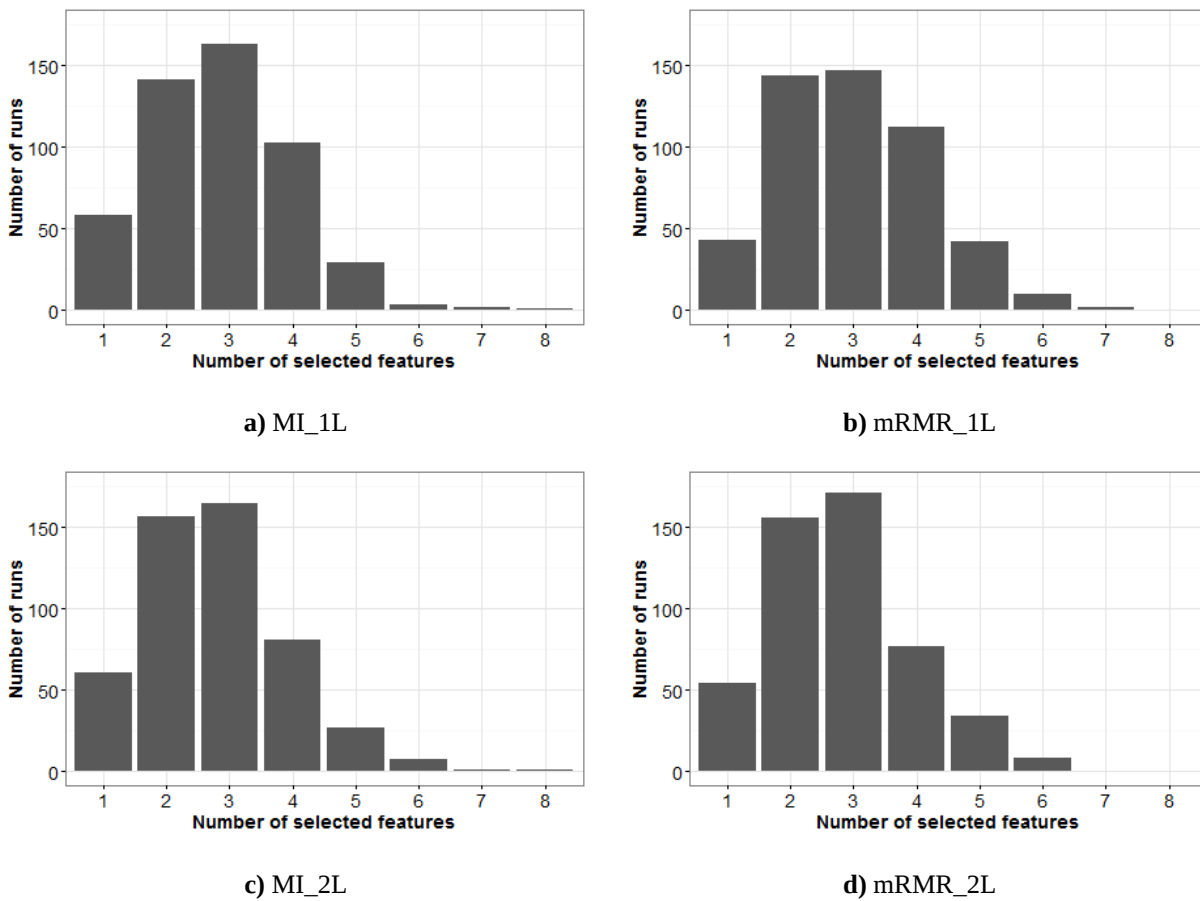 Number of runs
150
100
50
0
1 2 3 4 5 6 7 8
Number of selected features
a) MI_1L
Number of runs
150
100
50
0
1 2 3 4 5 6 7 8
Number of selected features
b) mRMR_1L
Number of runs
150
100
50
0
1 2 3 4 5 6 7 8
Number of selected features
c) MI_2L
Number of runs
150
100
50
0
1 2 3 4 5 6 7 8
Number of selected features
d) mRMR_2L